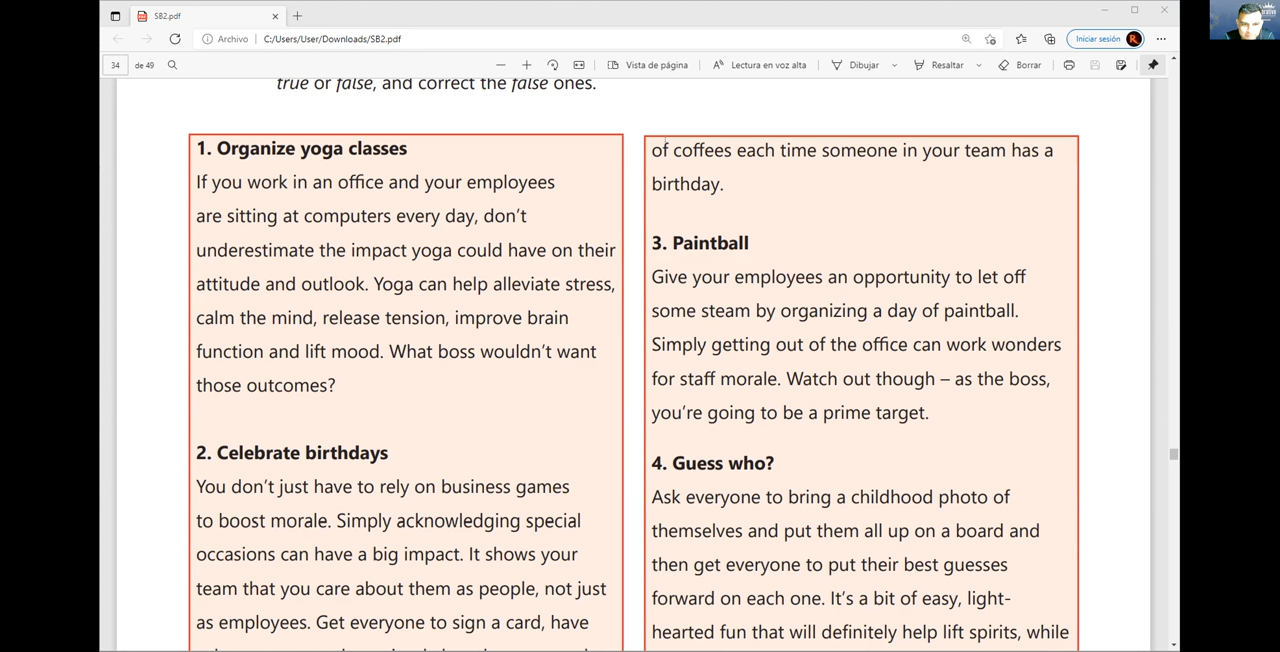 SB2.pdf
Archivo
C:/Users/User/Downloads/SB2.pdf
Iniciar sesión
R
34
de 49
Vista de página
Lectura en voz alta
Dibujar
Resaltar
Borrar
true or false, and correct the false ones.
1. Organize yoga classes
If you work in an office and your employees
are sitting at computers every day, don't
underestimate the impact yoga could have on their
attitude and outlook. Yoga can help alleviate stress,
calm the mind, release tension, improve brain
function and lift mood. What boss wouldn't want
those outcomes?
2. Celebrate birthdays
You don't just have to rely on business games
to boost morale. Simply acknowledging special
occasions can have a big impact. It shows your
team that you care about them as people, not just
as employees. Get everyone to sign a card, have
of coffees each time someone in your team has a
birthday.
3. Paintball
Give your employees an opportunity to let off
some steam by organizing a day of paintball.
Simply getting out of the office can work wonders
for staff morale. Watch out though – as the boss,
you're going to be a prime target.
4. Guess who?
Ask everyone to bring a childhood photo of
themselves and put them all up on a board and
then get everyone to put their best guesses
forward on each one. It's a bit of easy, light-
hearted fun that will definitely help lift spirits, while